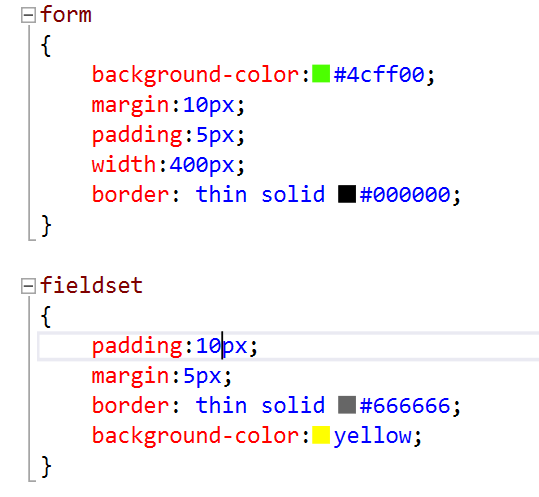 form
{
background-color:#4cff00;
margin:10px;
padding:5px;
width:400px;
border: thin solid #000000;
}
fieldset
{
padding:10px;
margin:5px;
border: thin solid #666666;
background-color:yellow;
}